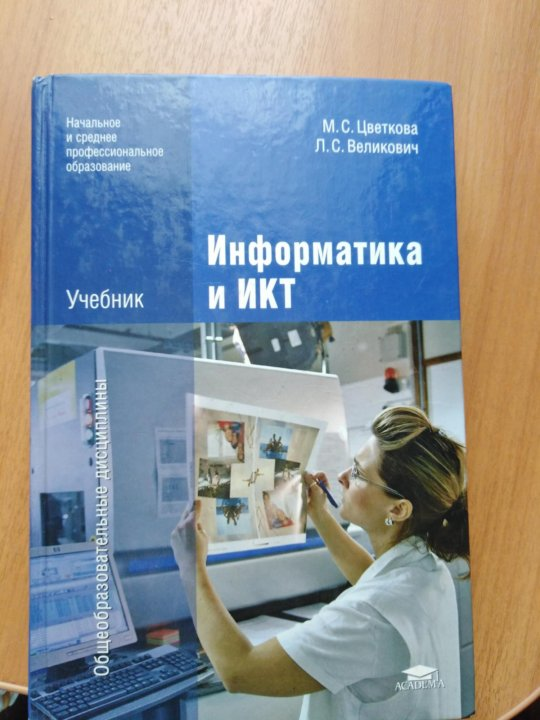 Начальное
и среднее
профессиональное
образование
М. С. Цветкова
Л. С. Великович
Информатика
и ИКТ
Учебник
Общеобразовательные дисциплины
ACADEMA